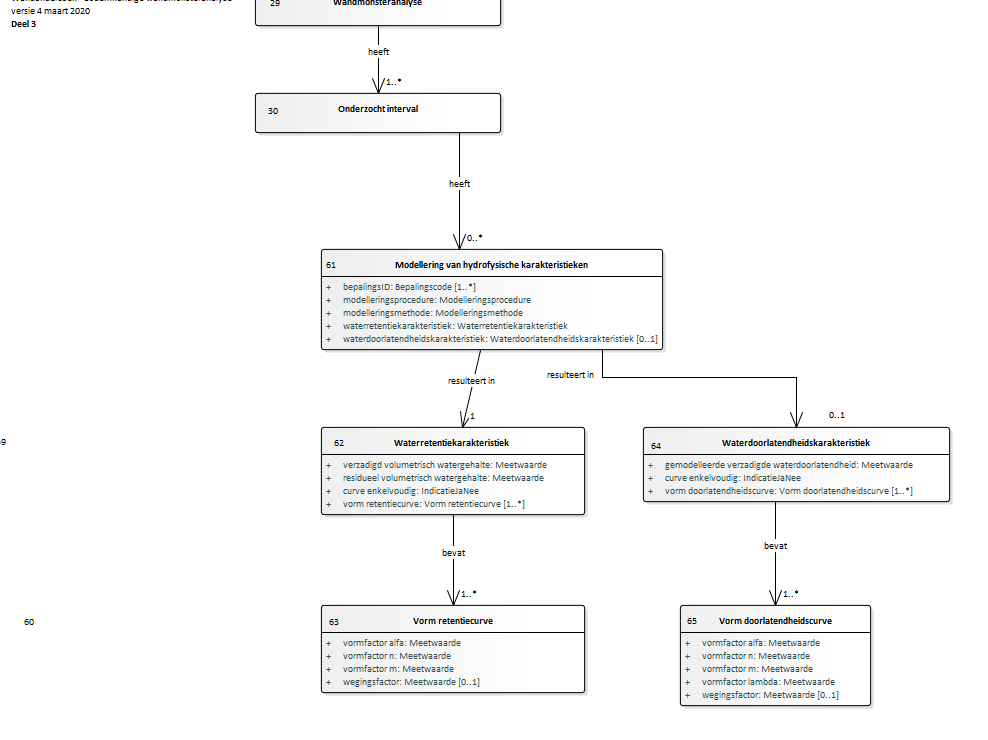 versie 4 maart 2020
Deel 3
29
Wandmonsteranalyse
heeft
1..*
30
Onderzocht interval
heeft
0..*
61
Modellering van hydrofysische karakteristieken
+ bepalingsID: Bepalingscode [1..*]
+ modelleringsprocedure: Modelleringsprocedure
+ modelleringsmethode: Modelleringsmethode
+ waterretentiekarakteristiek: Waterretentiekarakteristiek
+ waterdoorlatendheidskarakteristiek: Waterdoorlatendheidskarakteristiek [0..1]
resulteert in
resulteert in
1
0..1
9
62
Waterretentiekarakteristiek
+ verzadigd volumetrisch watergehalte: Meetwaarde
+ residueel volumetrisch watergehalte: Meetwaarde
+ curve enkelvoudig: IndicatieJaNee
+ vorm retentiecurve: Vorm retentiecurve [1..*]
64
Waterdoorlatendheidskarakteristiek
+ gemodelleerde verzadigde waterdoorlatendheid: Meetwaarde
+ curve enkelvoudig: IndicatieJaNee
+ vorm doorlatendheidscurve: Vorm doorlatendheidscurve [1..*]
bevat
1..*
bevat
1..*
60
63
Vorm retentiecurve
+ vormfactor alfa: Meetwaarde
+ vormfactor n: Meetwaarde
+ vormfactor m: Meetwaarde
+ wegingsfactor: Meetwaarde [0..1]
65
Vorm doorlatendheidscurve
+ vormfactor alfa: Meetwaarde
+ vormfactor n: Meetwaarde
+ vormfactor m: Meetwaarde
+ vormfactor lambda: Meetwaarde
+ wegingsfactor: Meetwaarde [0..1]